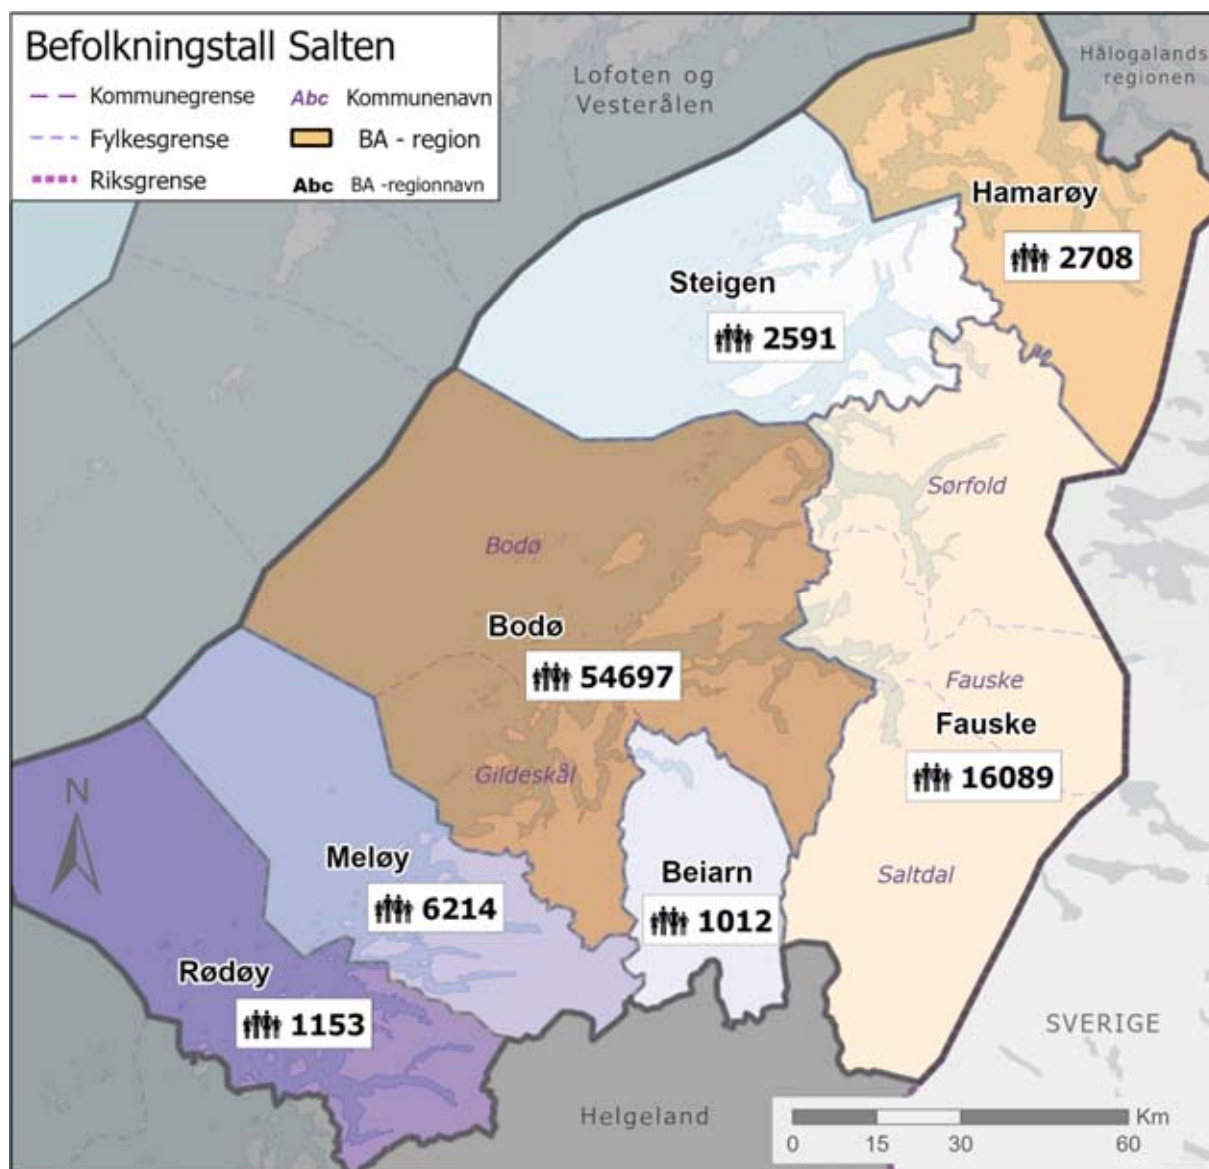 Befolkningstall Salten
Kommunegrense
Abc Kommunenavn
Fylkesgrense
BA - region
Riksgrense
Abc BA -regionnavn
Lofoten og
Vesterålen
Hålogalands
regionen
Hamarøy
2708
Steigen
2591
Sørfold
Bodø
Bodø
54697
Fauske
Fauske
16089
Gildeskål
Meløy
6214
Beiarn
1012
Saltdal
N
Rødøy
1153
SVERIGE
Helgeland
Km
0 15 30 60